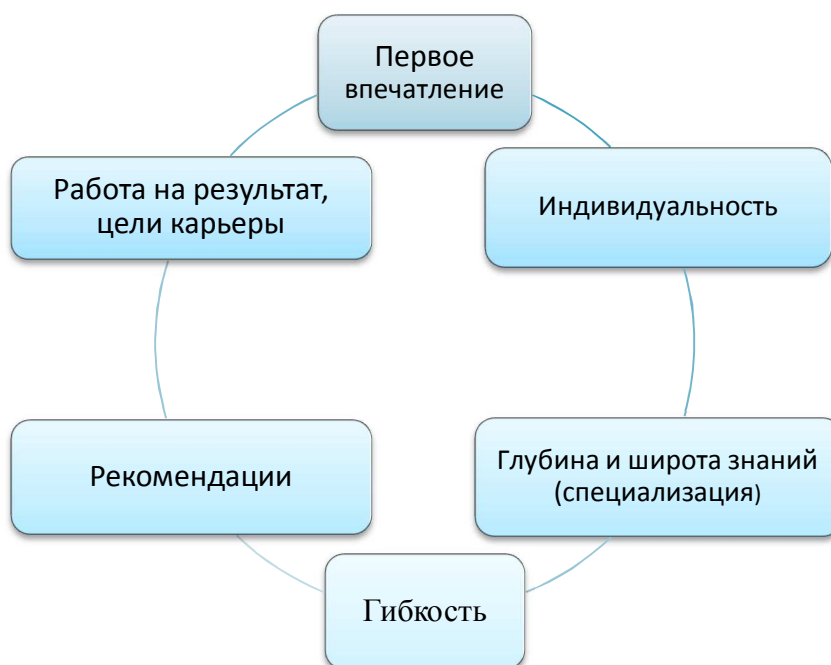 Первое
впечатление
Индивидуальность
Глубина и широта знаний
(специализация)
Гибкость
Рекомендации
Работа на результат,
цели карьеры